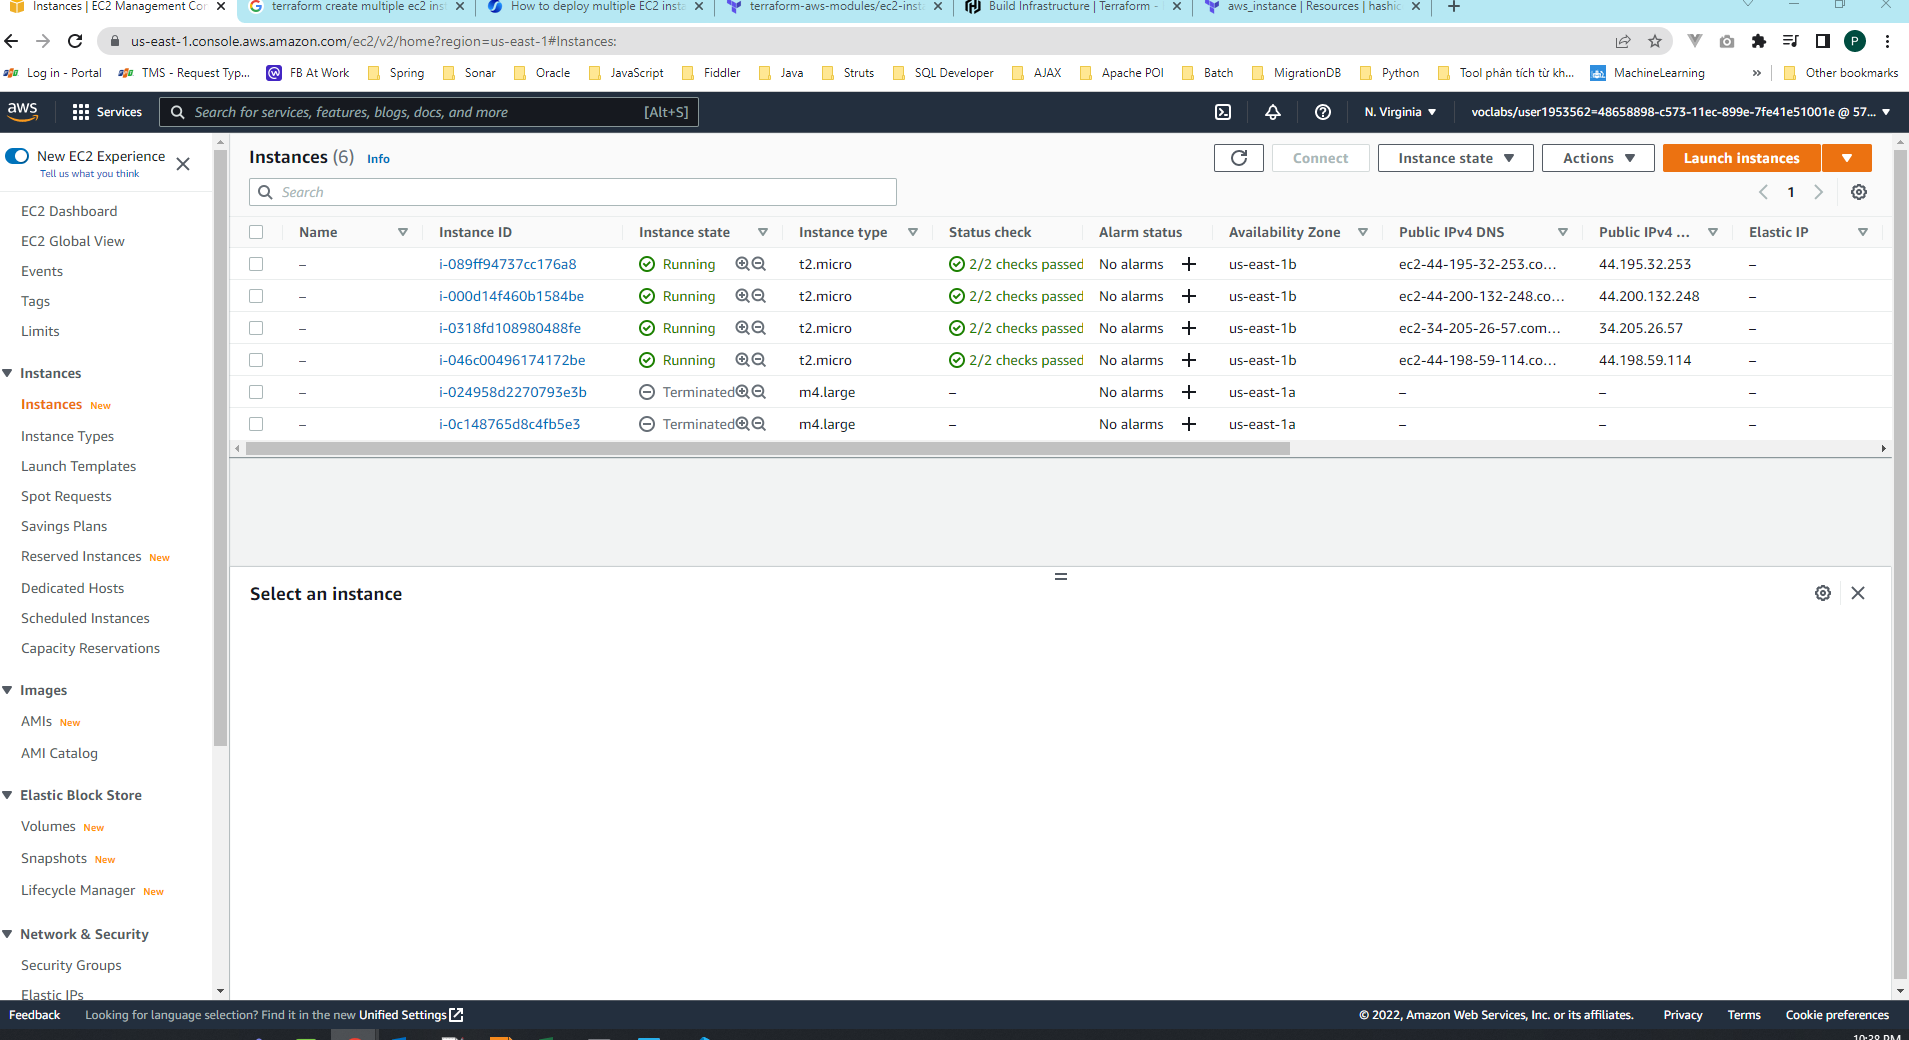 Instances | EC2 Management Cor
terraform create multiple ec2 inst
How to deploy multiple EC2 insta
terraform-aws-modules/ec2-insta
Build Infrastructure | Terraform -
aws_instance | Resources | hashic
us-east-1.console.aws.amazon.com/ec2/v2/home?region=us-east-1#Instances:
P
Log in - Portal TMS - Request Typ... FB At Work Spring Sonar Oracle JavaScript Fiddler Java Struts SQL Developer AJAX Apache POI Batch MigrationDB Python Tool phân tích từ kh... MachineLearning » Other bookmarks
aws Services Search for services, features, blogs, docs, and more [Alt+S] N. Virginia voclabs/user1953562=48658898-c573-11ec-899e-7fe41e51001e @ 57...
New EC2 Experience
Tell us what you think
EC2 Dashboard
EC2 Global View
Events
Tags
Limits
Instances
Instances New
Instance Types
Launch Templates
Spot Requests
Savings Plans
Reserved Instances New
Dedicated Hosts
Scheduled Instances
Capacity Reservations
Images
AMIs New
AMI Catalog
Elastic Block Store
Volumes New
Snapshots New
Lifecycle Manager New
Network & Security
Security Groups
Elastic IPs
Instances (6) Info
Connect Instance state Actions Launch instances
Search
1
Name Instance ID Instance state Instance type Status check Alarm status Availability Zone Public IPv4 DNS Public IPv4 ... Elastic IP
– i-089ff94737cc176a8 Running t2.micro 2/2 checks passed No alarms + us-east-1b ec2-44-195-32-253.co... 44.195.32.253 –
– i-000d14f460b1584be Running t2.micro 2/2 checks passed No alarms + us-east-1b ec2-44-200-132-248.co... 44.200.132.248 –
– i-0318fd108980488fe Running t2.micro 2/2 checks passed No alarms + us-east-1b ec2-34-205-26-57.com... 34.205.26.57 –
– i-046c00496174172be Running t2.micro 2/2 checks passed No alarms + us-east-1b ec2-44-198-59-114.co... 44.198.59.114 –
– i-024958d2270793e3b Terminated m4.large – No alarms + us-east-1a – – –
– i-0c148765d8c4fb5e3 Terminated m4.large – No alarms + us-east-1a – – –
Select an instance
Feedback Looking for language selection? Find it in the new Unified Settings © 2022, Amazon Web Services, Inc. or its affiliates. Privacy Terms Cookie preferences
10:38 PM